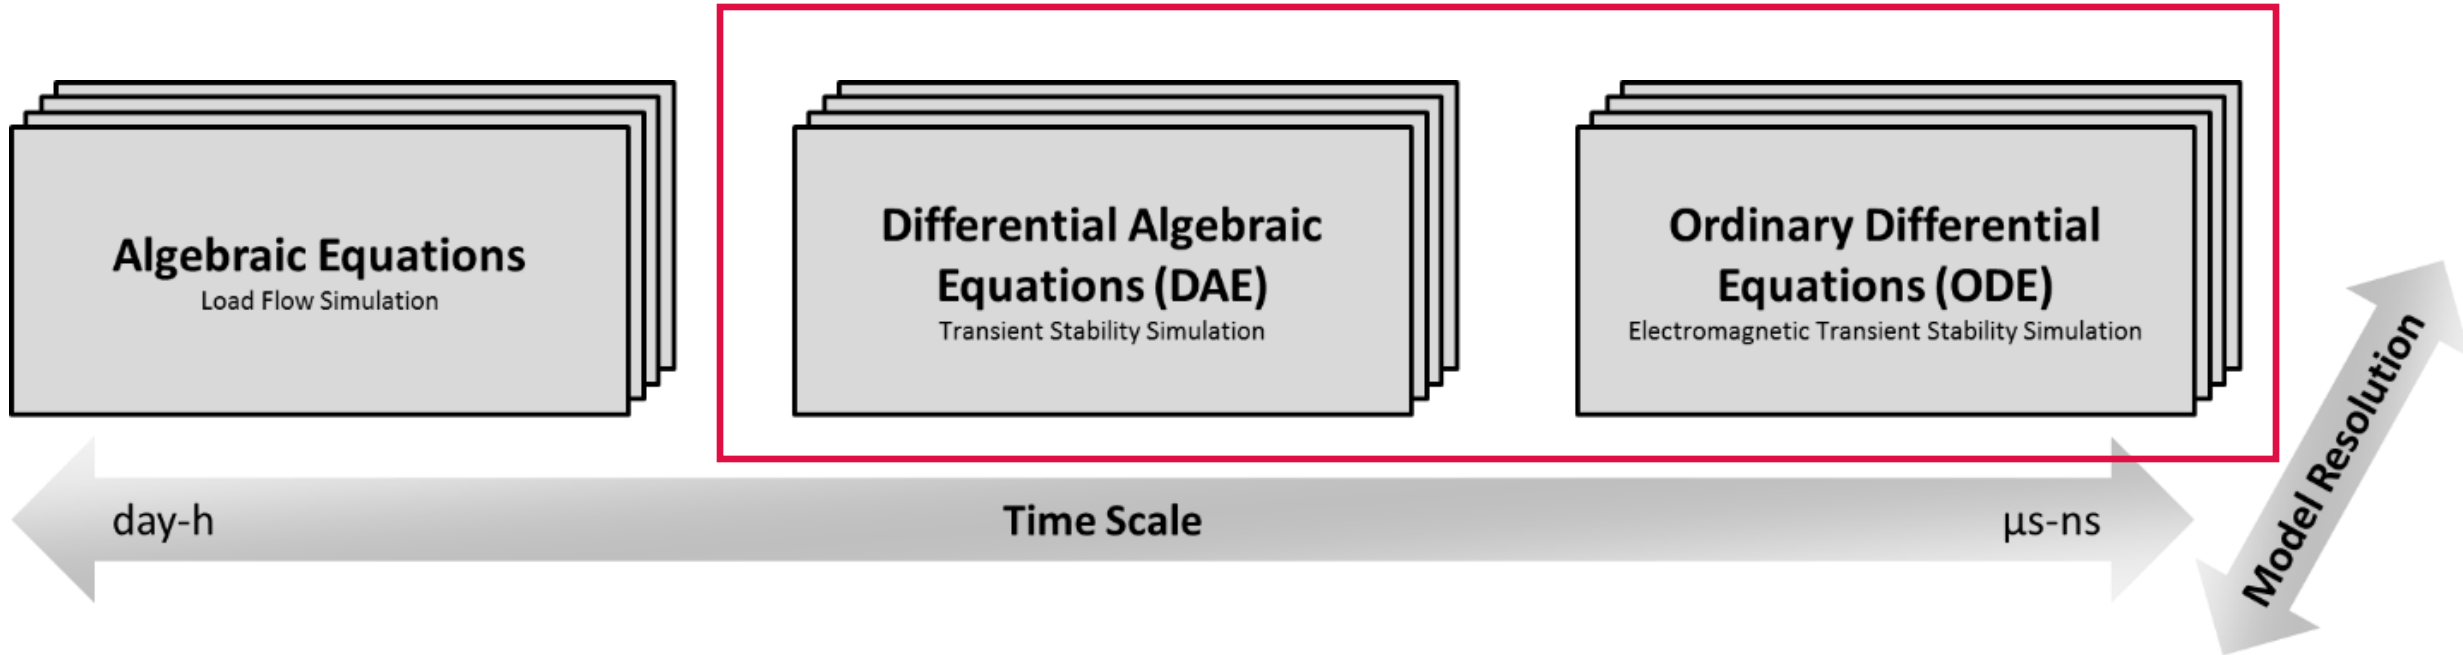 Algebraic Equations
Load Flow Simulation
Differential Algebraic
Equations (DAE)
Transient Stability Simulation
Ordinary Differential
Equations (ODE)
Electromagnetic Transient Stability Simulation
day-h
Time Scale
µs-ns
Model Resolution